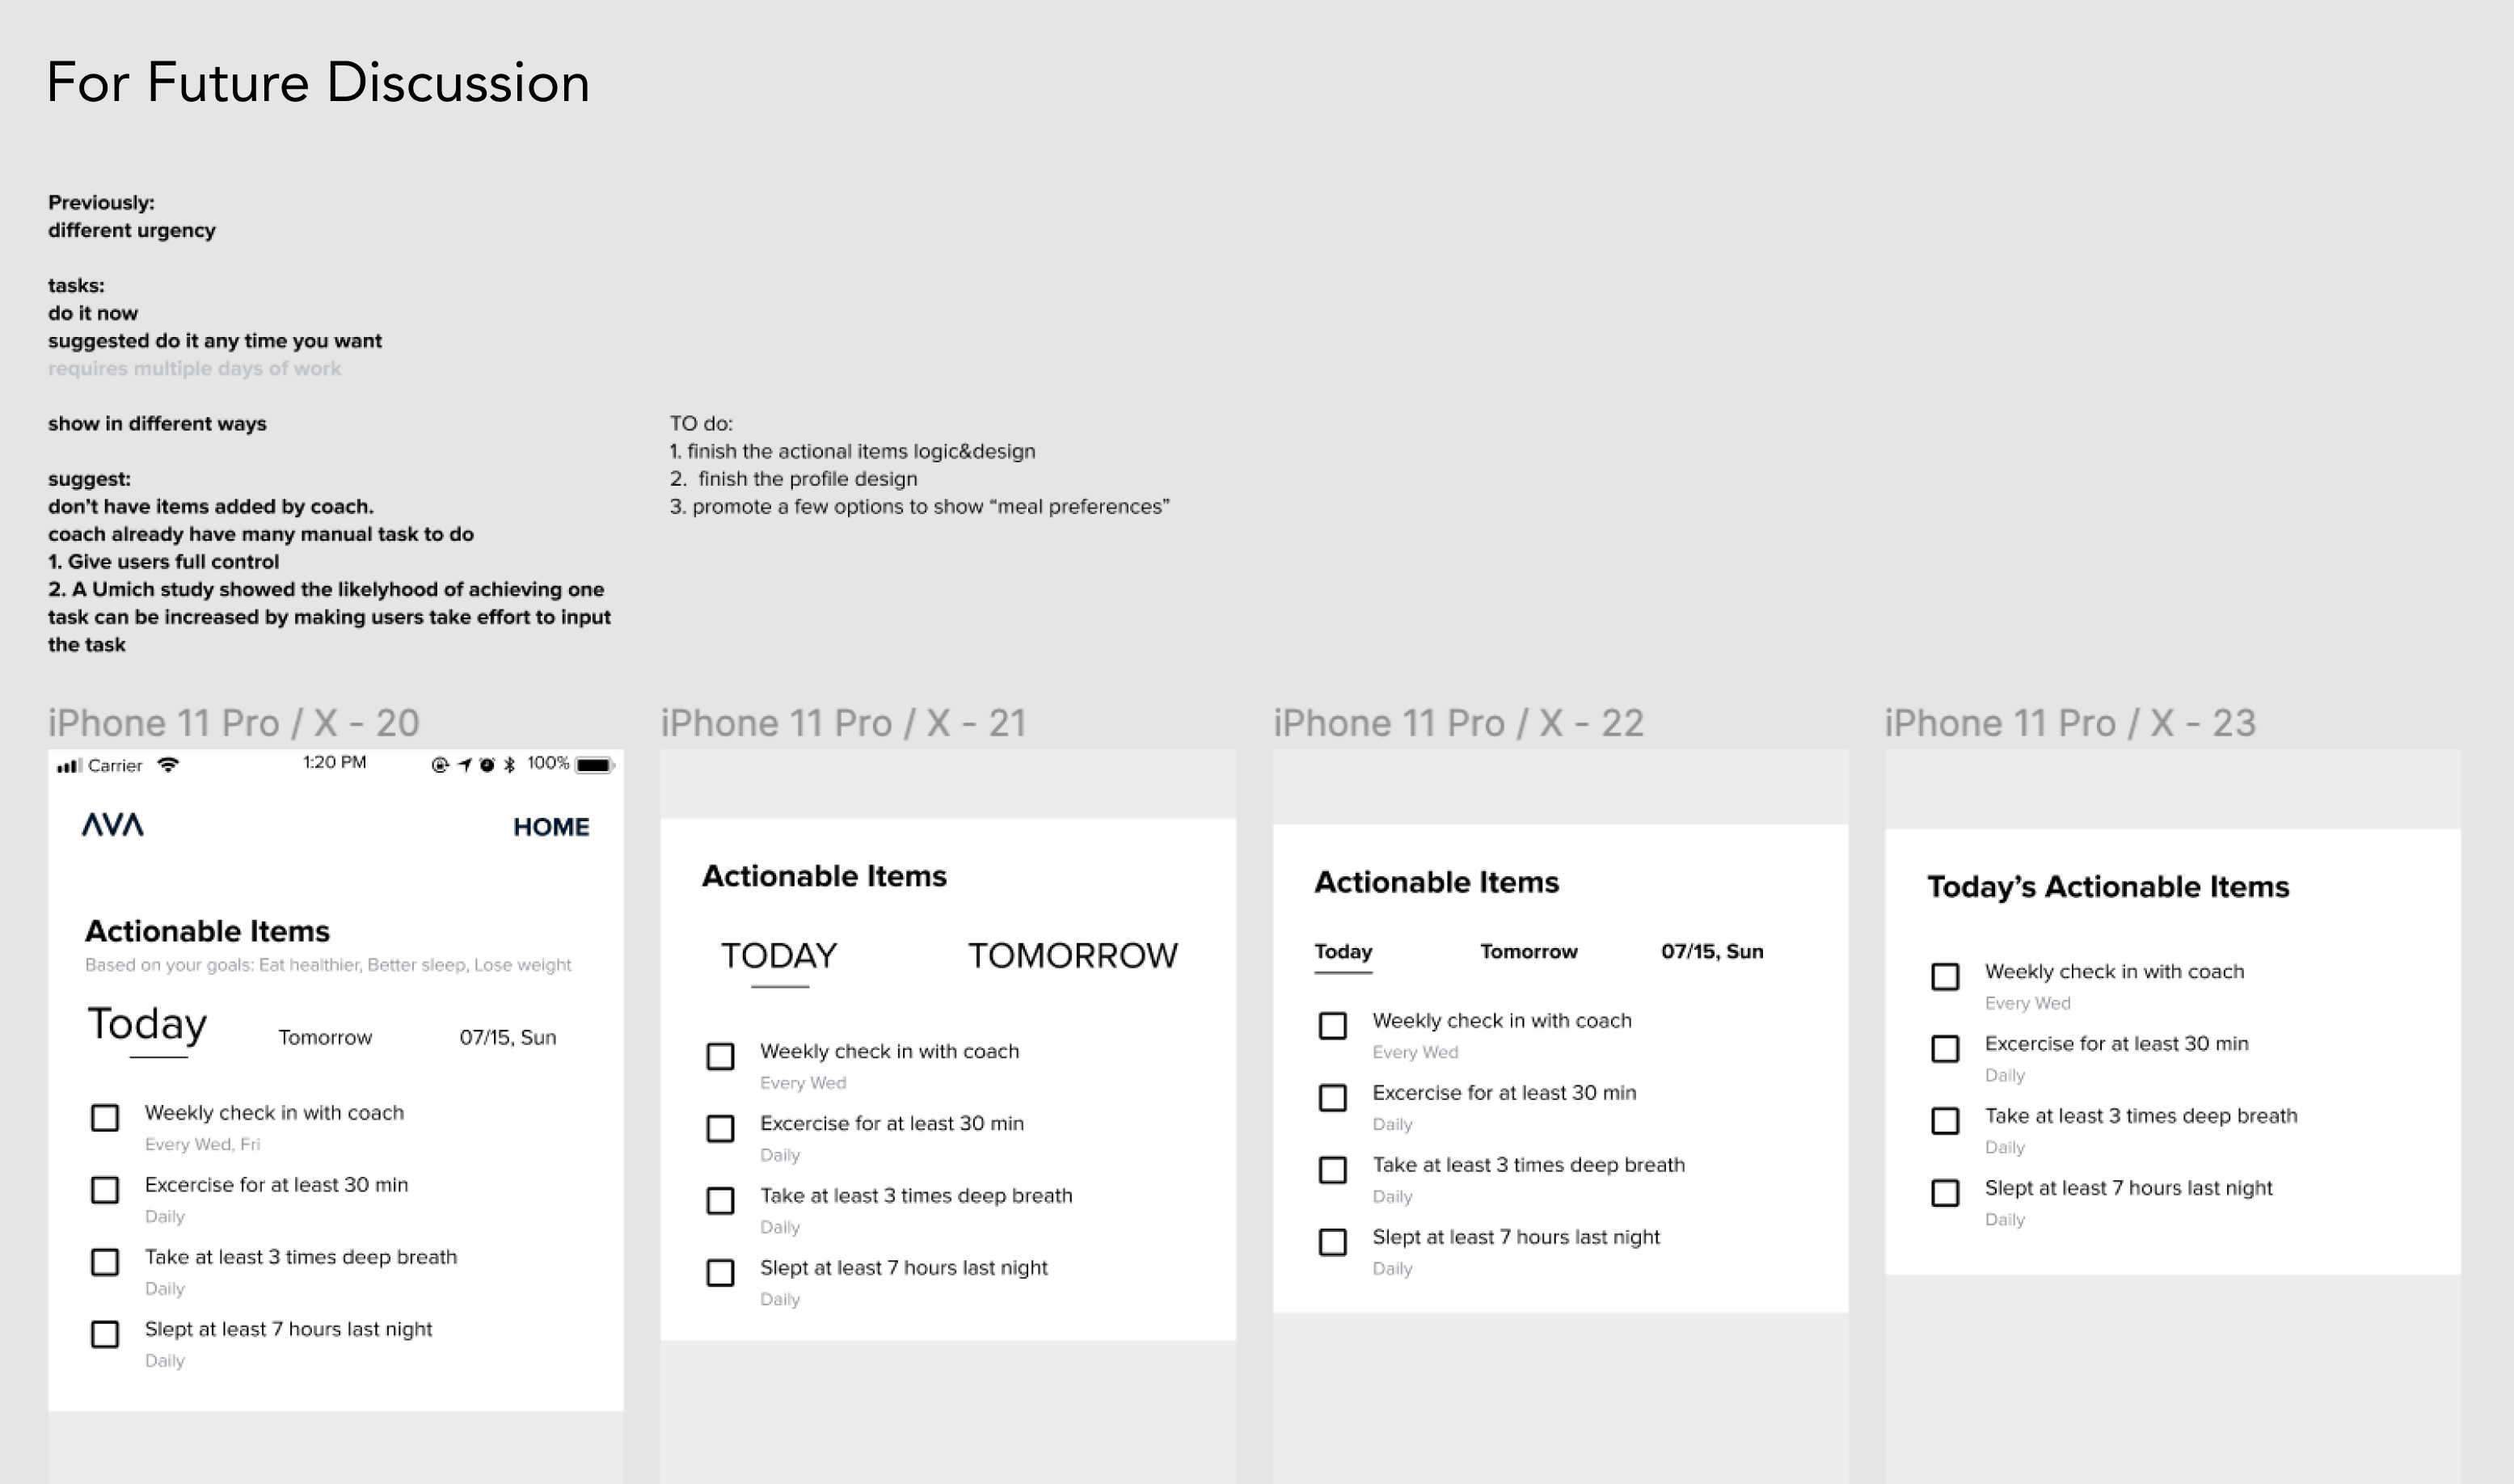 For Future Discussion
Previously:
different urgency
tasks:
do it now
suggested do it any time you want
requires multiple days of work
show in different ways
suggest:
don't have items added by coach.
coach already have many manual task to do
1. Give users full control
2. A Umich study showed the likelyhood of achieving one
task can be increased by making users take effort to input
the task
TO do:
1. finish the actional items logic&design
2.  finish the profile design
3. promote a few options to show “meal preferences”
iPhone 11 Pro / X - 20
Carrier 1:20 PM 100%
AVA HOME
Actionable Items
Based on your goals: Eat healthier, Better sleep, Lose weight
Today Tomorrow 07/15, Sun
Weekly check in with coach
Every Wed, Fri
Excercise for at least 30 min
Daily
Take at least 3 times deep breath
Daily
Slept at least 7 hours last night
Daily
iPhone 11 Pro / X - 21
Actionable Items
TODAY TOMORROW
Weekly check in with coach
Every Wed
Excercise for at least 30 min
Daily
Take at least 3 times deep breath
Daily
Slept at least 7 hours last night
Daily
iPhone 11 Pro / X - 22
Actionable Items
Today Tomorrow 07/15, Sun
Weekly check in with coach
Every Wed
Excercise for at least 30 min
Daily
Take at least 3 times deep breath
Daily
Slept at least 7 hours last night
Daily
iPhone 11 Pro / X - 23
Today’s Actionable Items
Weekly check in with coach
Every Wed
Excercise for at least 30 min
Daily
Take at least 3 times deep breath
Daily
Slept at least 7 hours last night
Daily